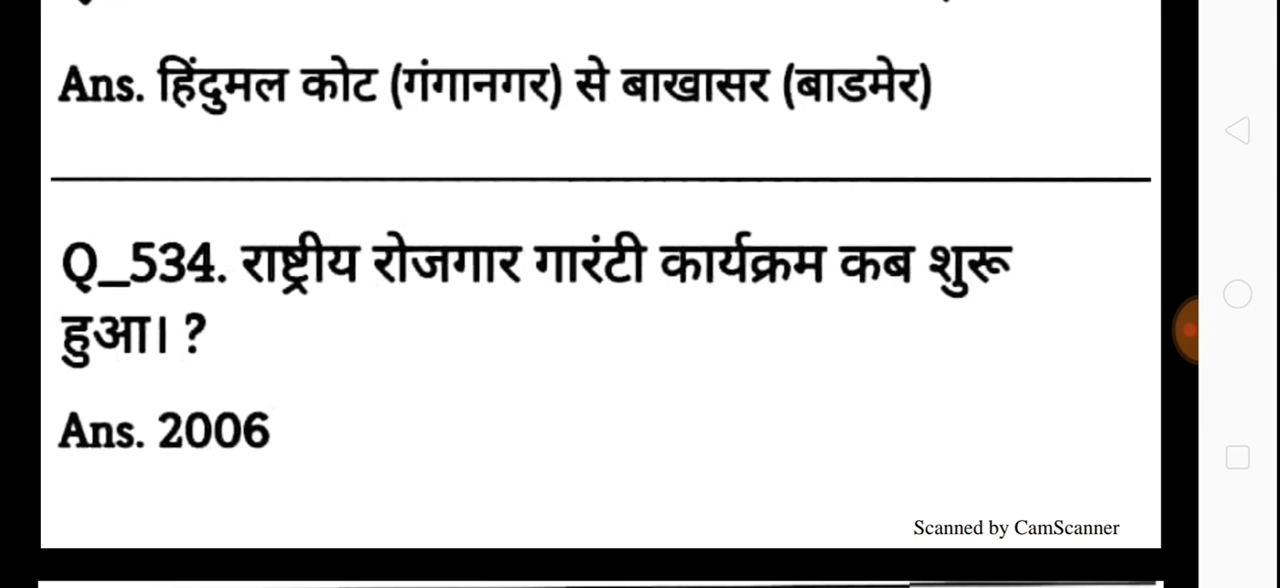 Ans. हिंदुमल कोट (गंगानगर) से बाखासर (बाडमेर)
Q_534. राष्ट्रीय रोजगार गारंटी कार्यक्रम कब शुरू
हुआ। ?
Ans. 2006
Scanned by CamScanner